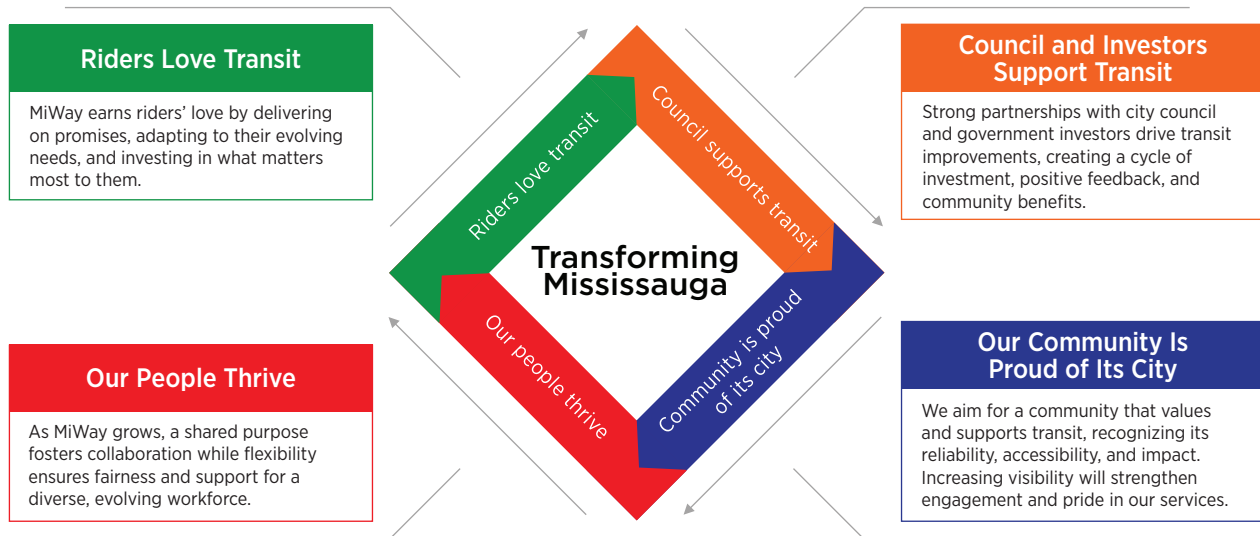 Riders Love Transit
MiWay earns riders’ love by delivering
on promises, adapting to their evolving
needs, and investing in what matters
most to them.
Council and Investors
Support Transit
Strong partnerships with city council
and government investors drive transit
improvements, creating a cycle of
investment, positive feedback, and
community benefits.
Riders love transit
Council supports transit
Transforming
Mississauga
Our people thrive
Community is proud
of its city
Our People Thrive
As MiWay grows, a shared purpose
fosters collaboration while flexibility
ensures fairness and support for a
diverse, evolving workforce.
Our Community Is
Proud of Its City
We aim for a community that values
and supports transit, recognizing its
reliability, accessibility, and impact.
Increasing visibility will strengthen
engagement and pride in our services.